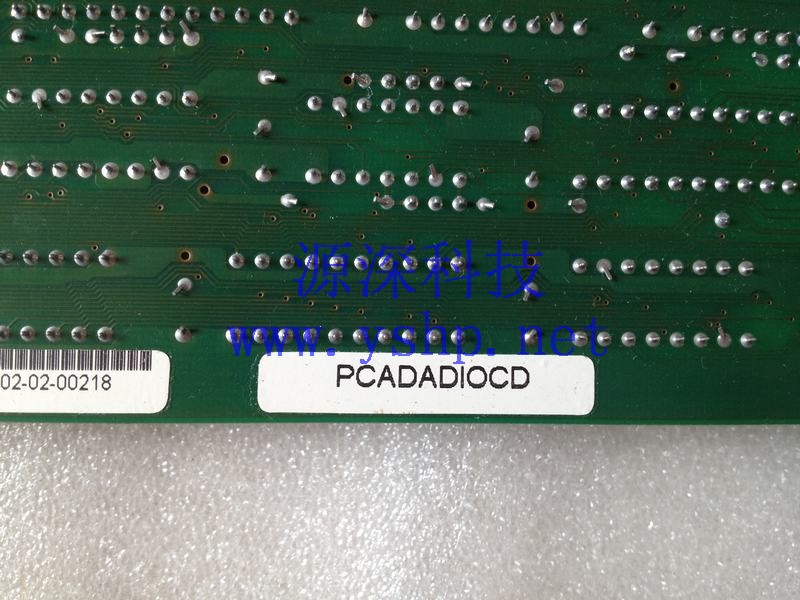 源深科技
www.yshp.net
PCADADIOCD
02-02-00218